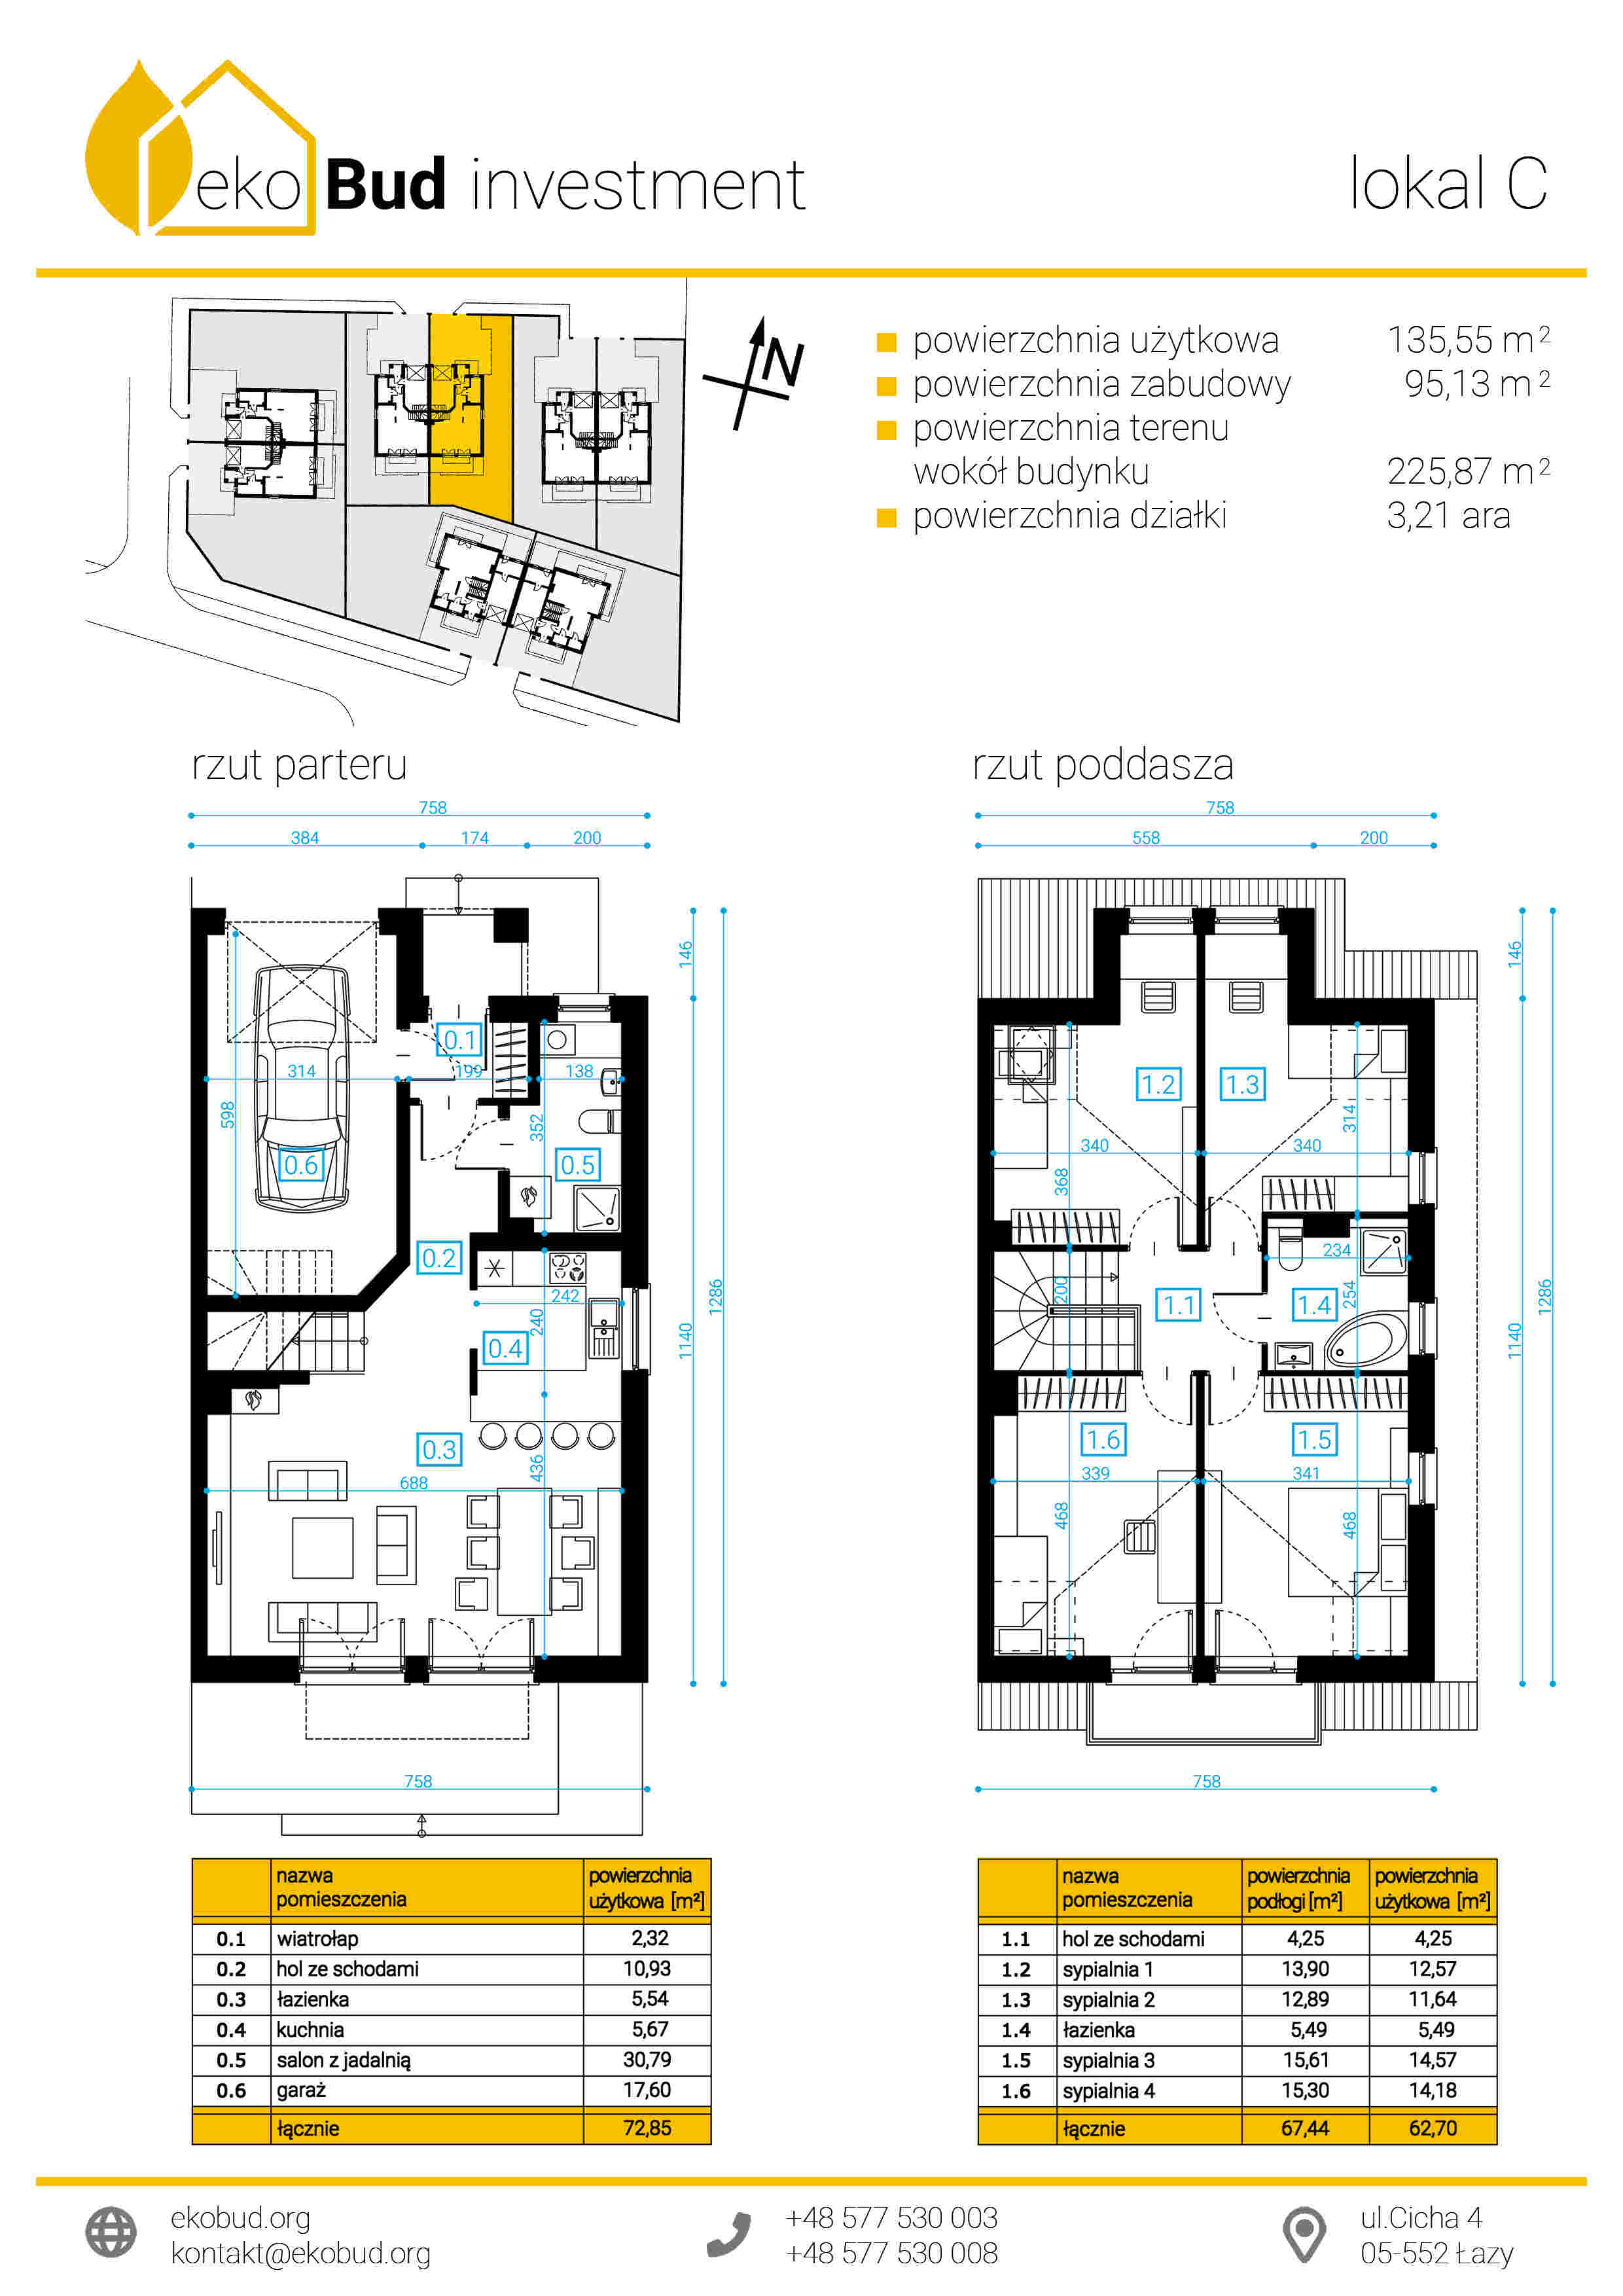 eko Bud investment
lokal C
N
powierzchnia użytkowa 135,55 m²
powierzchnia zabudowy 95,13 m²
powierzchnia terenu
wokół budynku 225,87 m²
powierzchnia działki 3,21 ara
rzut parteru
758
384 174 200
146
0.1
314 199 138
598
352
0.6
0.5
0.2
242
240
0.4
1286
1140
0.3
436
688
758
rzut poddasza
758
558 200
146
1.2
1.3
314
340 340
368
234
200
254
1.1
1.4
1286
1140
1.6
1.5
339 341
468
468
758
nazwa pomieszczenia powierzchnia użytkowa [m²]
0.1 wiatrołap 2,32
0.2 hol ze schodami 10,93
0.3 łazienka 5,54
0.4 kuchnia 5,67
0.5 salon z jadalnią 30,79
0.6 garaż 17,60
łącznie 72,85
nazwa pomieszczenia powierzchnia podłogi [m²] powierzchnia użytkowa [m²]
1.1 hol ze schodami 4,25 4,25
1.2 sypialnia 1 13,90 12,57
1.3 sypialnia 2 12,89 11,64
1.4 łazienka 5,49 5,49
1.5 sypialnia 3 15,61 14,57
1.6 sypialnia 4 15,30 14,18
łącznie 67,44 62,70
ekobud.org
kontakt@ekobud.org
+48 577 530 003
+48 577 530 008
ul.Cicha 4
05-552 Łazy